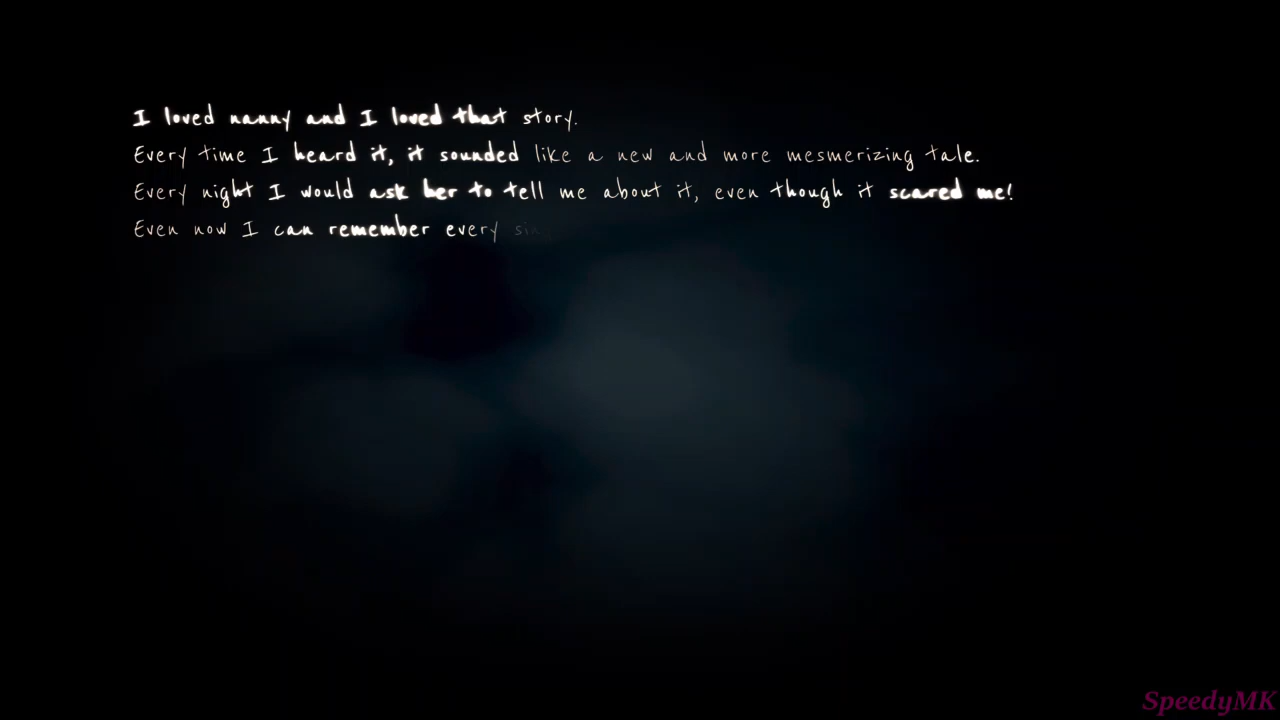 I loved nanny and I loved that story.
Every time I heard it, it sounded like a new and more mesmerizing tale.
Every night I would ask her to tell me about it, even though it scared me!
Even now I can remember every
SpeedyMK